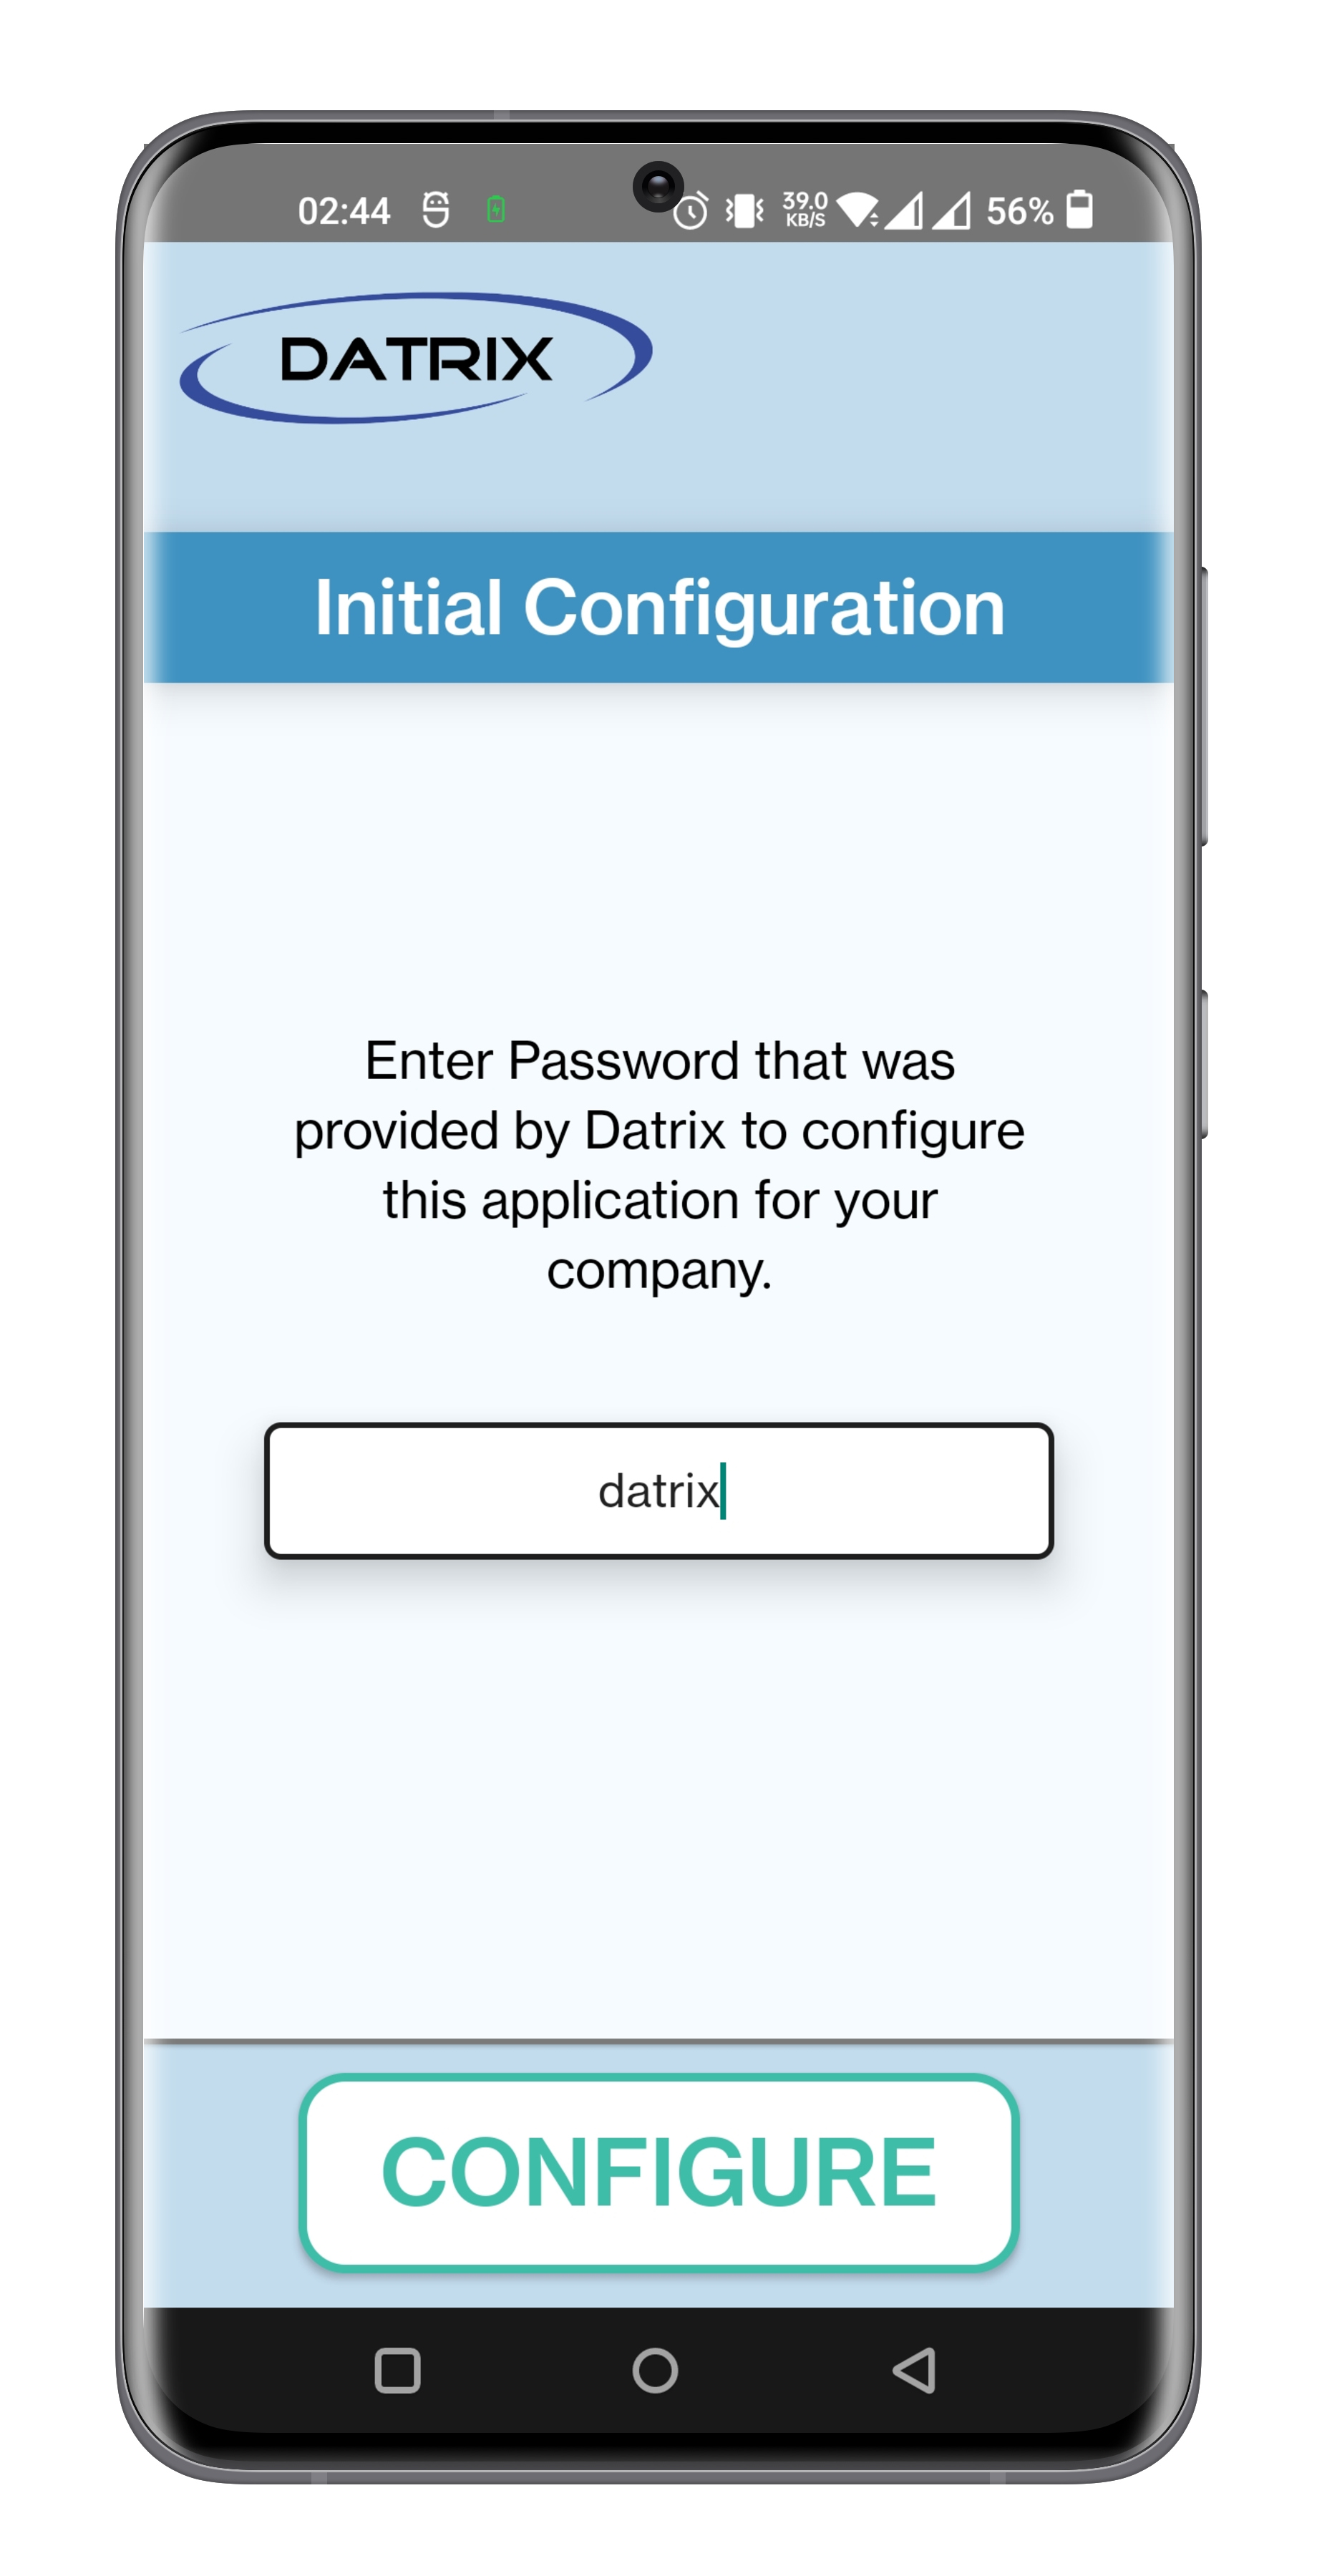 02:44 39.0 KB/S 56%
DATRIX
Initial Configuration
Enter Password that was
provided by Datrix to configure
this application for your
company.
datrix
CONFIGURE